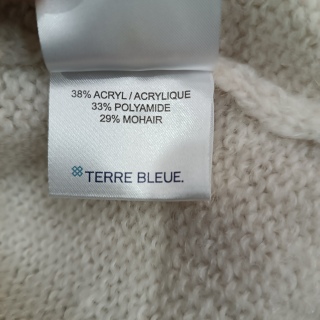 38% ACRYL / ACRYLIQUE
33% POLYAMIDE
29% MOHAIR
TERRE BLEUE.